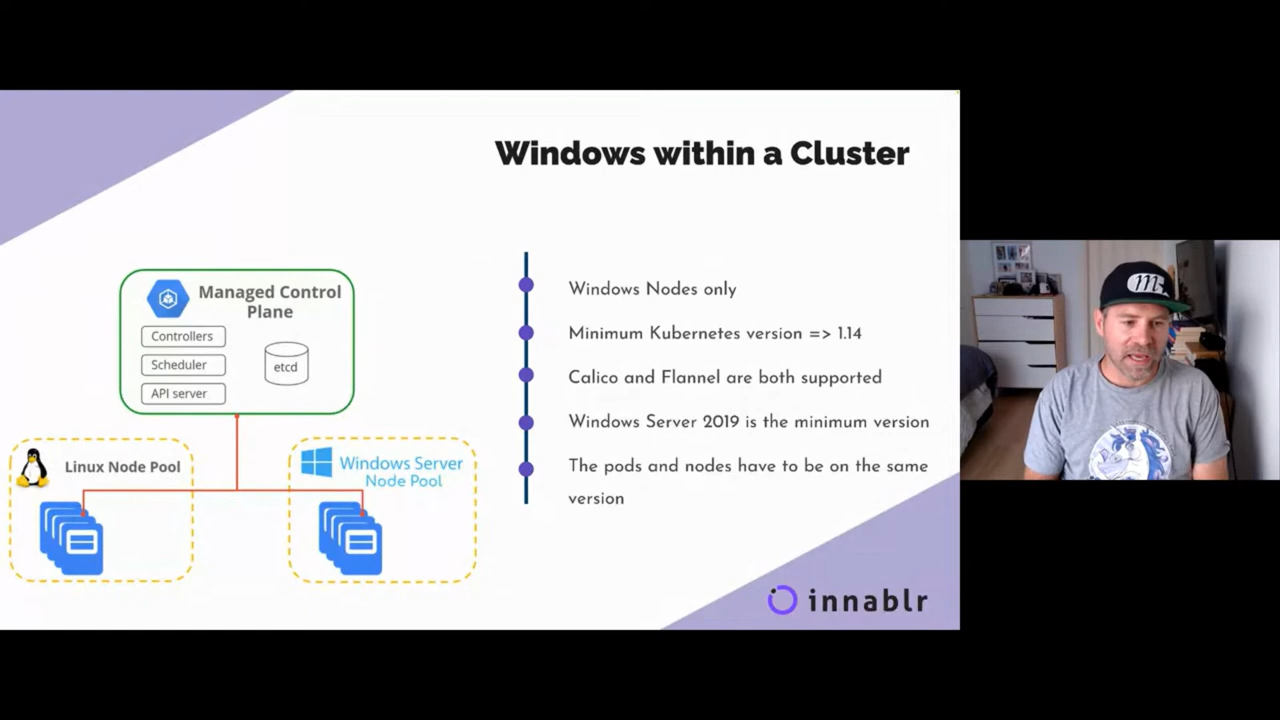 Windows within a Cluster
Managed Control
Plane
Controllers
Scheduler
API server
etcd
Linux Node Pool
Windows Server
Node Pool
Windows Nodes only
Minimum Kubernetes version => 1.14
Calico and Flannel are both supported
Windows Server 2019 is the minimum version
The pods and nodes have to be on the same
version
innablr
m